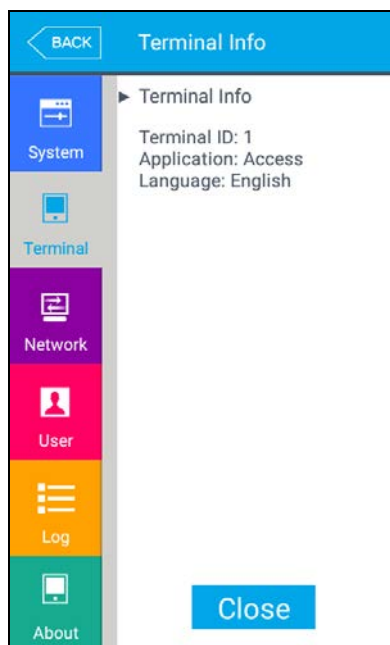 BACK
Terminal Info
System
Terminal
Network
User
Log
About
▶ Terminal Info
Terminal ID: 1
Application: Access
Language: English
Close